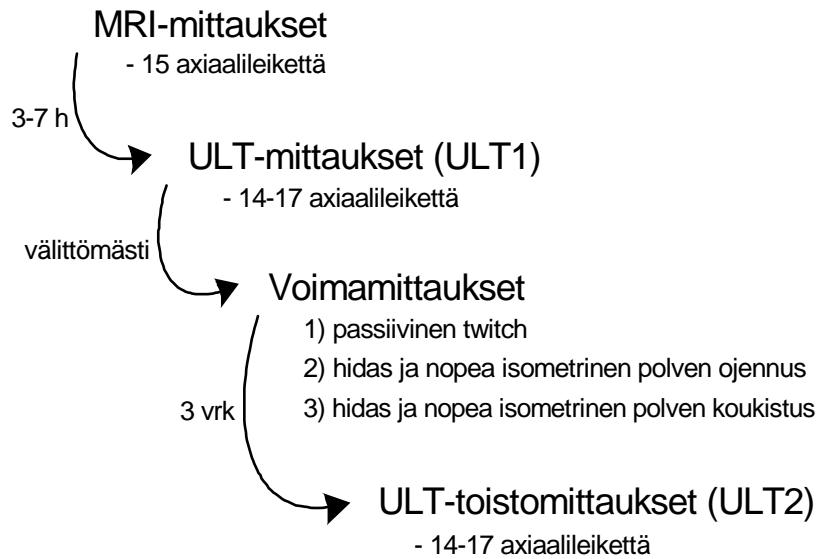 MRI-mittaukset
- 15 axiaalileikettä
3-7 h
ULT-mittaukset (ULT1)
- 14-17 axiaalileikettä
välittömästi
Voimamittaukset
1) passiivinen twitch
2) hidas ja nopea isometrinen polven ojennus
3) hidas ja nopea isometrinen polven koukistus
3 vrk
ULT-toistomittaukset (ULT2)
- 14-17 axiaalileikettä